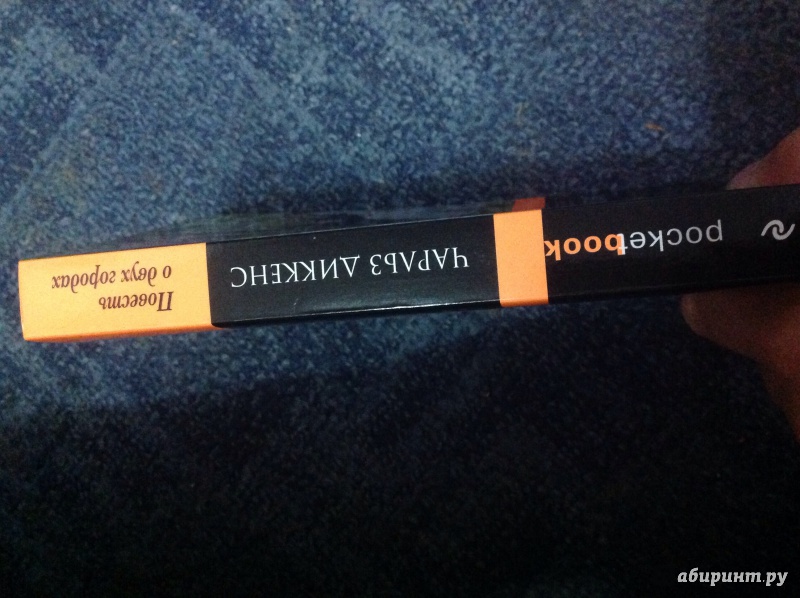 pocketbook
ЧАРЛЬЗ ДИККЕНС
Повесть
о двух городах
абиринт.ру